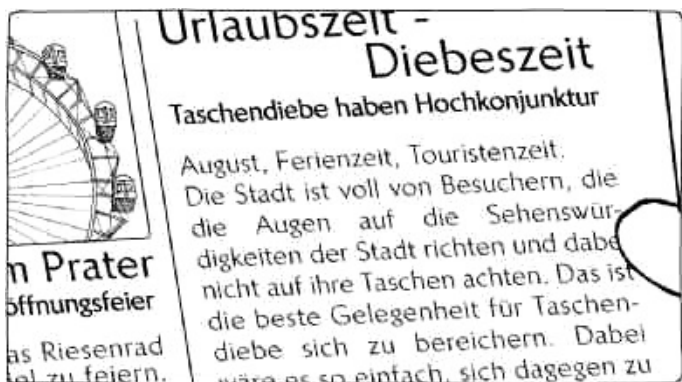 Urlaubszeit -
Diebeszeit
Taschendiebe haben Hochkonjunktur
August, Ferienzeit, Touristenzeit.
Die Stadt ist voll von Besuchern, die
die Augen auf die Sehenswür-
digkeiten der Stadt richten und dabe
nicht auf ihre Taschen achten. Das ist
die beste Gelegenheit für Taschen-
diebe sich zu bereichern. Dabei
wäre es so einfach, sich dagegen zu
m Prater
öffnungsfeier
as Riesenrad
iel zu feiern.